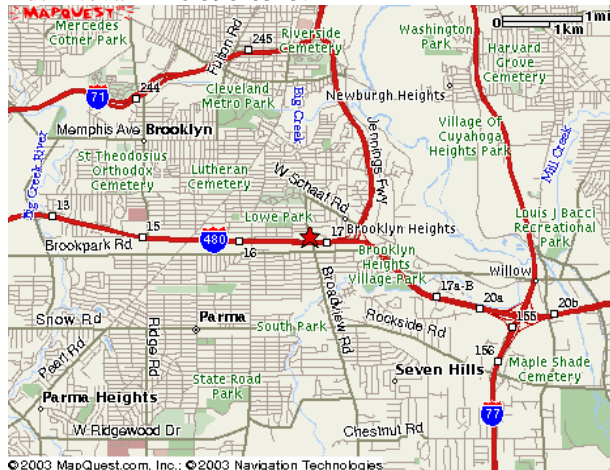 MAPQUEST
Mercedes
Cotner Park
Fulton Rd
245
Riverside
Cemetery
Washington
Park
0
1mi
1km
Harvard
Grove
Cemetery
244
71
Cleveland
Metro Park
Big
Creek
Newburgh Heights
Memphis Ave
Brooklyn
Jennings Fwy
Village Of
Cuyahoga
Heights Park
Mill Creek
Big Creek River
St Theodosius
Orthodox
Cemetery
Lutheran
Cemetery
W Schaaf Rd
13
15
Lowe Park
Brooklyn Heights
Louis J Bacci
Recreational
Park
480
17
Brookpark Rd
16
Brooklyn
Heights
Village Park
Willow
17a-B
20a
155
20b
Snow Rd
Parma
South Park
Broadview Rd
Rockside Rd
Pearl Rd
Ridge Rd
156
Seven Hills
Maple Shade
Cemetery
State Road
Park
Parma Heights
77
W Ridgewood Dr
Chestnut Rd
©2003 MapQuest.com, Inc.; ©2003 Navigation Technologies